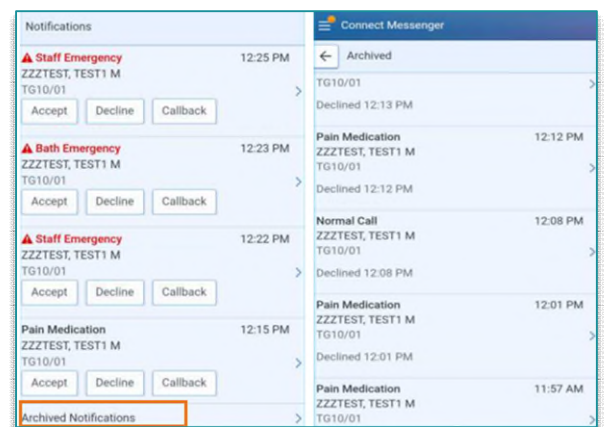 Notifications
Staff Emergency 12:25 PM
ZZZTEST, TEST1 M
TG10/01
Accept Decline Callback
Bath Emergency 12:23 PM
ZZZTEST, TEST1 M
TG10/01
Accept Decline Callback
Staff Emergency 12:22 PM
ZZZTEST, TEST1 M
TG10/01
Accept Decline Callback
Pain Medication 12:15 PM
ZZZTEST, TEST1 M
TG10/01
Accept Decline Callback
Archived Notifications
Connect Messenger
Archived
TG10/01
Declined 12:13 PM
Pain Medication 12:12 PM
ZZZTEST, TEST1 M
TG10/01
Declined 12:12 PM
Normal Call 12:08 PM
ZZZTEST, TEST1 M
TG10/01
Declined 12:08 PM
Pain Medication 12:01 PM
ZZZTEST, TEST1 M
TG10/01
Declined 12:01 PM
Pain Medication 11:57 AM
ZZZTEST, TEST1 M
TG10/01